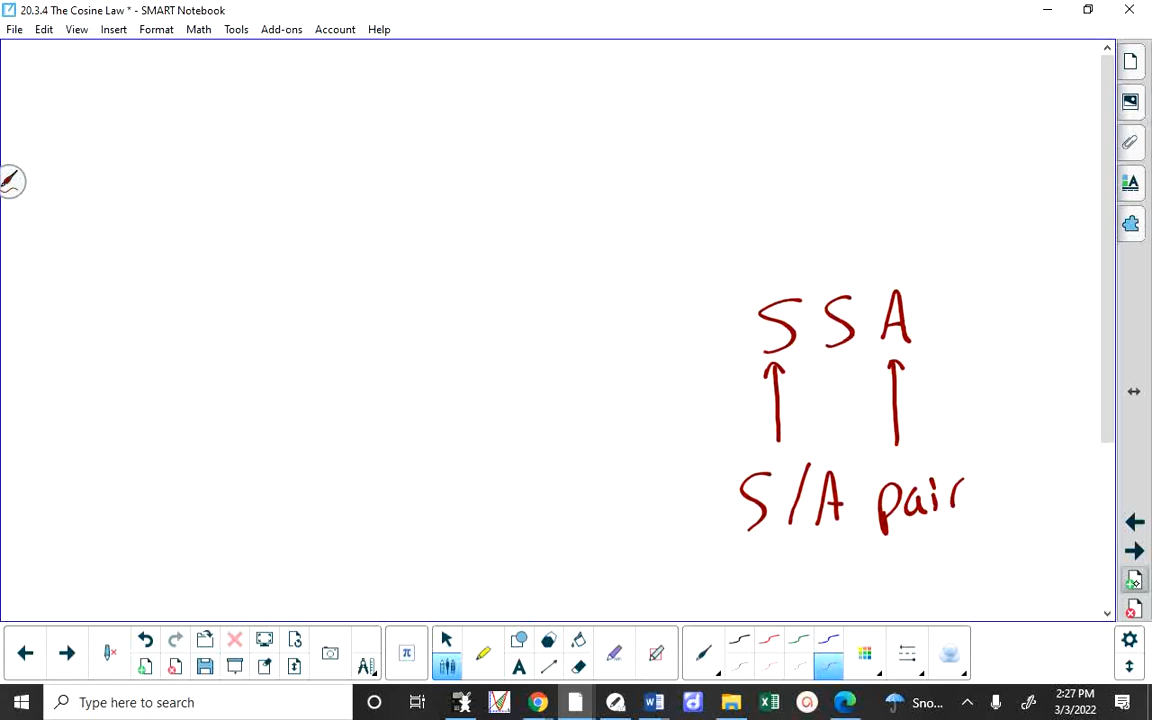 20.3.4 The Cosine Law * - SMART Notebook
File Edit View Insert Format Math Tools Add-ons Account Help
S S A
S/A pair
Type here to search
Sno...
2:27 PM
3/3/2022